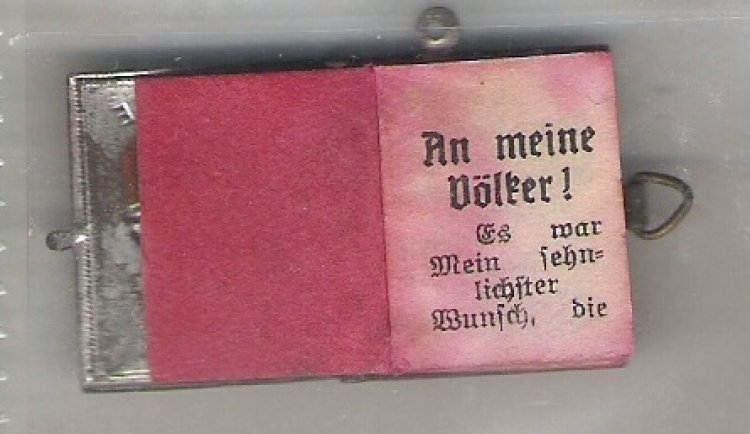 An meine
Völker!
Es war
Mein sehn=
lichster
Wunsch, die